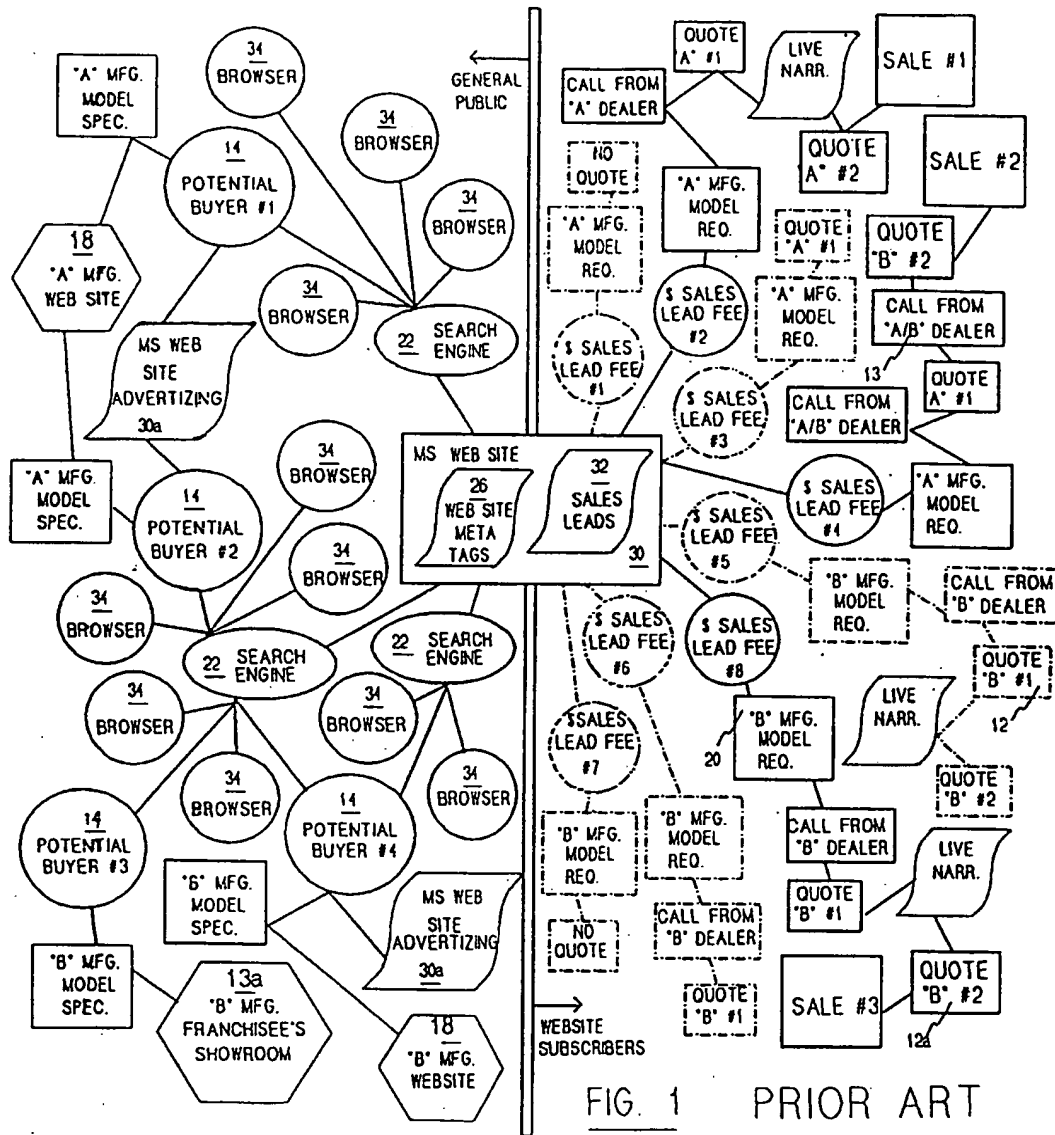 "A" MFG.
MODEL
SPEC.
34
BROWSER
34
BROWSER
34
BROWSER
34
BROWSER
14
POTENTIAL
BUYER #1
18
"A" MFG.
WEB SITE
MS WEB
SITE
ADVERTIZING
30a
22 SEARCH
ENGINE
"A" MFG.
MODEL
SPEC.
14
POTENTIAL
BUYER #2
34
BROWSER
34
BROWSER
34
BROWSER
22 SEARCH
ENGINE
22 SEARCH
ENGINE
34
BROWSER
34
BROWSER
34
BROWSER
34
BROWSER
14
POTENTIAL
BUYER #3
14
POTENTIAL
BUYER #4
"B" MFG.
MODEL
SPEC.
"B" MFG.
MODEL
SPEC.
MS WEB
SITE
ADVERTIZING
30a
13a
"B" MFG.
FRANCHISEE'S
SHOWROOM
18
"B" MFG.
WEBSITE
GENERAL
PUBLIC
MS WEB SITE
26
WEB SITE
META
TAGS
32
SALES
LEADS
30
WEBSITE
SUBSCRIBERS
QUOTE
"A" #1
LIVE
NARR.
SALE #1
CALL FROM
"A" DEALER
QUOTE
A" #2
SALE #2
NO
QUOTE
"A" MFG.
MODEL
REQ.
"A" MFG.
MODEL
REQ.
QUOTE
"A" #1
"A" MFG.
MODEL
REQ.
QUOTE
"B" #2
CALL FROM
"A/B" DEALER
13
QUOTE
A" #1
CALL FROM
"A/B" DEALER
"A" MFG.
MODEL
REQ.
$ SALES
LEAD FEE
#1
$ SALES
LEAD FEE
#2
$ SALES
LEAD FEE
#3
$ SALES
LEAD FEE
#4
$ SALES
LEAD FEE
#5
$ SALES
LEAD FEE
#6
$ SALES
LEAD FEE
#8
$SALES
LEAD FEE
#7
"B" MFG.
MODEL
REQ.
CALL FROM
"B" DEALER
QUOTE
"B" #1
12
LIVE
NARR.
QUOTE
"B" #2
20
"B" MFG.
MODEL
REQ.
"B" MFG.
MODEL
REQ.
"B" MFG.
MODEL
REQ.
NO
QUOTE
CALL FROM
"B" DEALER
QUOTE
"B" #1
CALL FROM
"B" DEALER
QUOTE
"B" #1
LIVE
NARR.
QUOTE
"B" #2
12a
SALE #3
FIG. 1 PRIOR ART